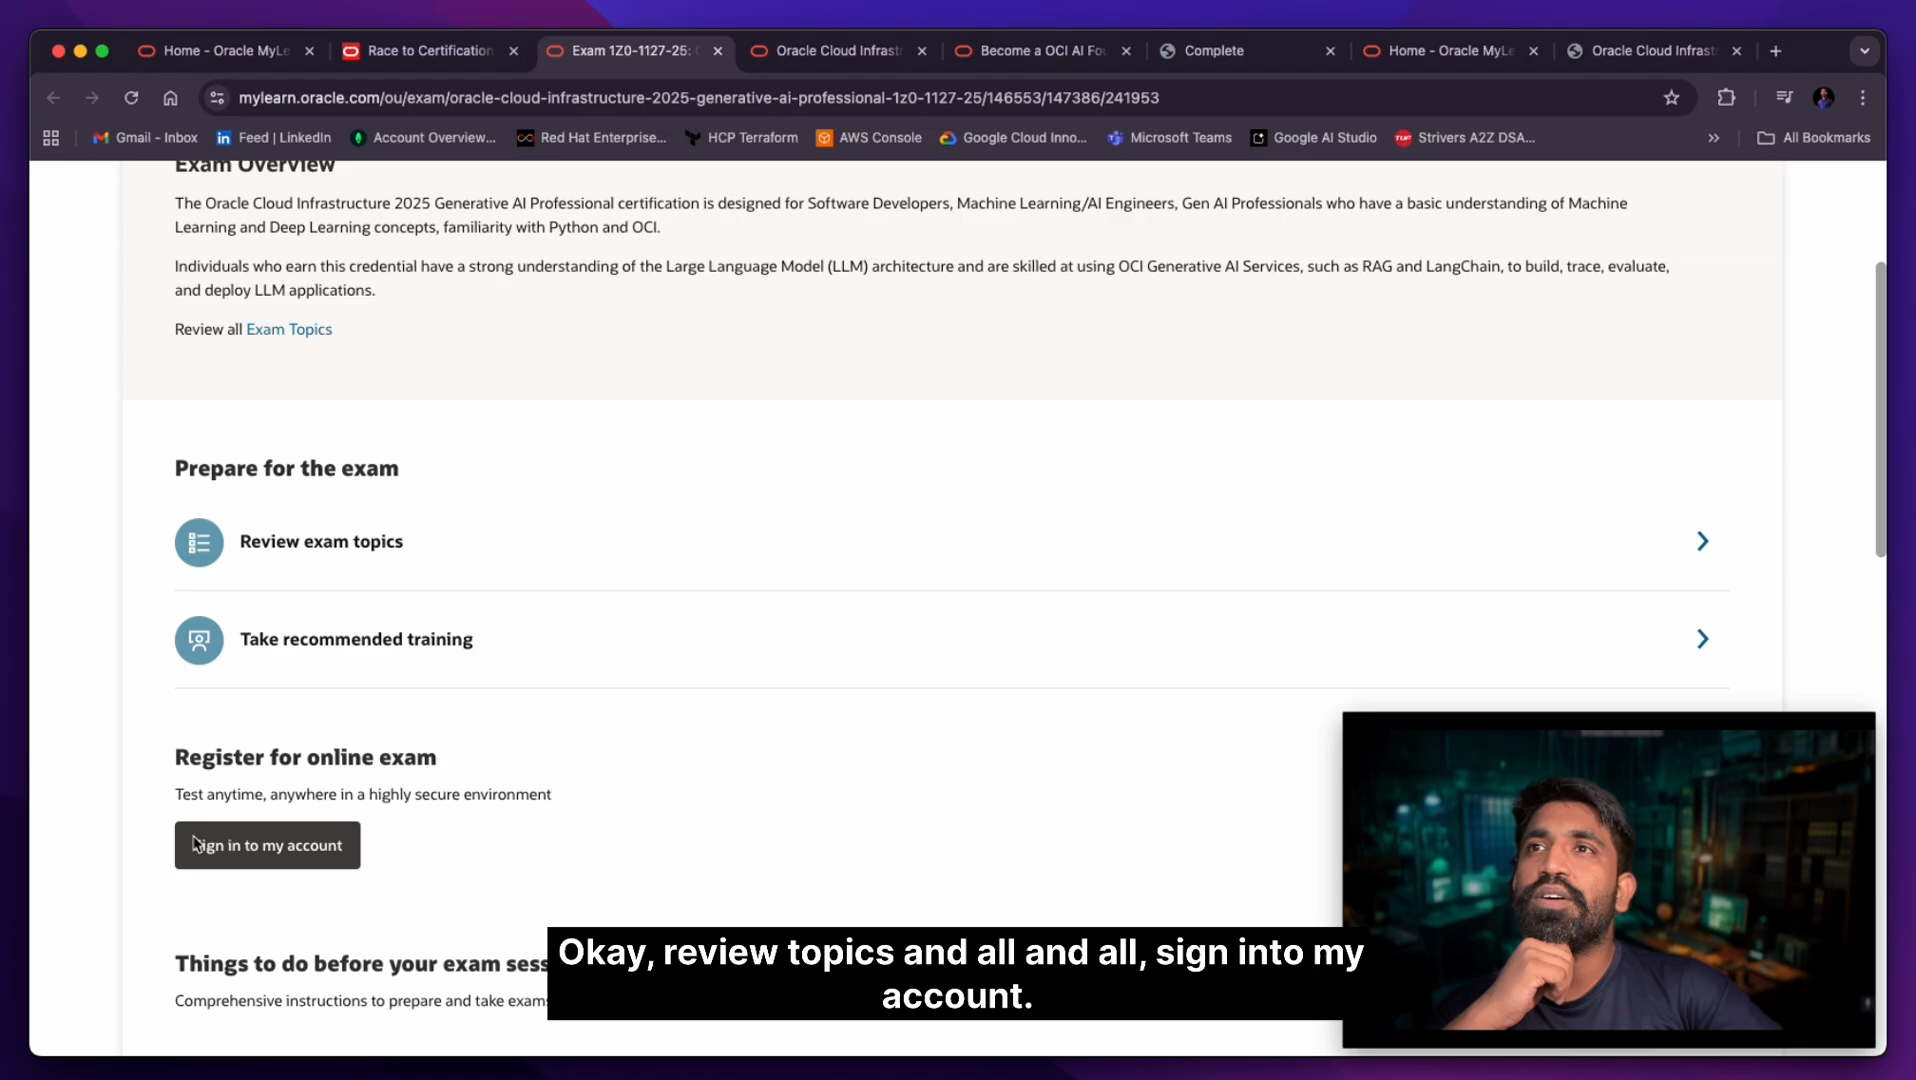 Home - Oracle MyLe
Race to Certification
Exam 1Z0-1127-25:
Oracle Cloud Infrast
Become a OCI AI Fou
Complete
Home - Oracle MyLe
Oracle Cloud Infrast
mylearn.oracle.com/ou/exam/oracle-cloud-infrastructure-2025-generative-ai-professional-1z0-1127-25/146553/147386/241953
Gmail - Inbox
Feed | LinkedIn
Account Overview...
Red Hat Enterprise...
HCP Terraform
AWS Console
Google Cloud Inno...
Microsoft Teams
Google AI Studio
Strivers A2Z DSA...
All Bookmarks
Exam Overview
The Oracle Cloud Infrastructure 2025 Generative AI Professional certification is designed for Software Developers, Machine Learning/AI Engineers, Gen AI Professionals who have a basic understanding of Machine
Learning and Deep Learning concepts, familiarity with Python and OCI.
Individuals who earn this credential have a strong understanding of the Large Language Model (LLM) architecture and are skilled at using OCI Generative AI Services, such as RAG and LangChain, to build, trace, evaluate,
and deploy LLM applications.
Review all Exam Topics
Prepare for the exam
Review exam topics
Take recommended training
Register for online exam
Test anytime, anywhere in a highly secure environment
Sign in to my account
Things to do before your exam sess
Comprehensive instructions to prepare and take exam
Okay, review topics and all and all, sign into my
account.